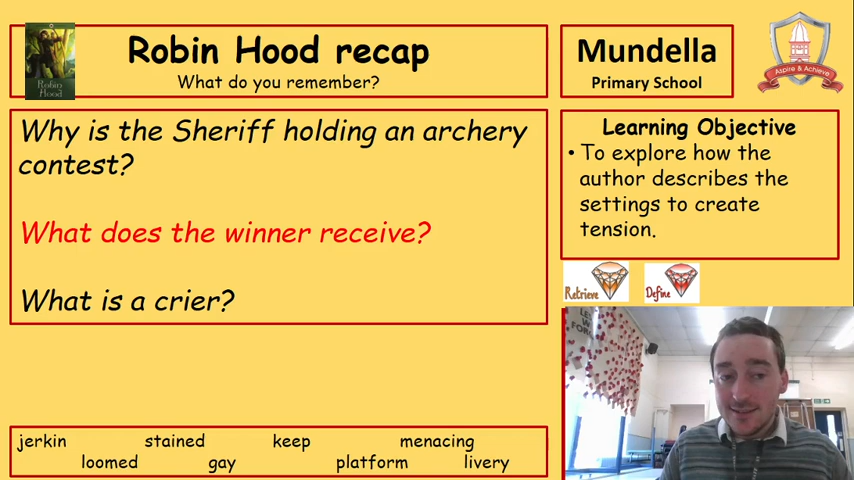 Robin Hood recap
What do you remember?
Robin
Hood
Mundella
Primary School
Aspire & Achieve
Why is the Sheriff holding an archery
contest?
What does the winner receive?
What is a crier?
Learning Objective
• To explore how the
author describes the
settings to create
tension.
Retrieve
Define
jerkin stained keep menacing
loomed gay platform livery